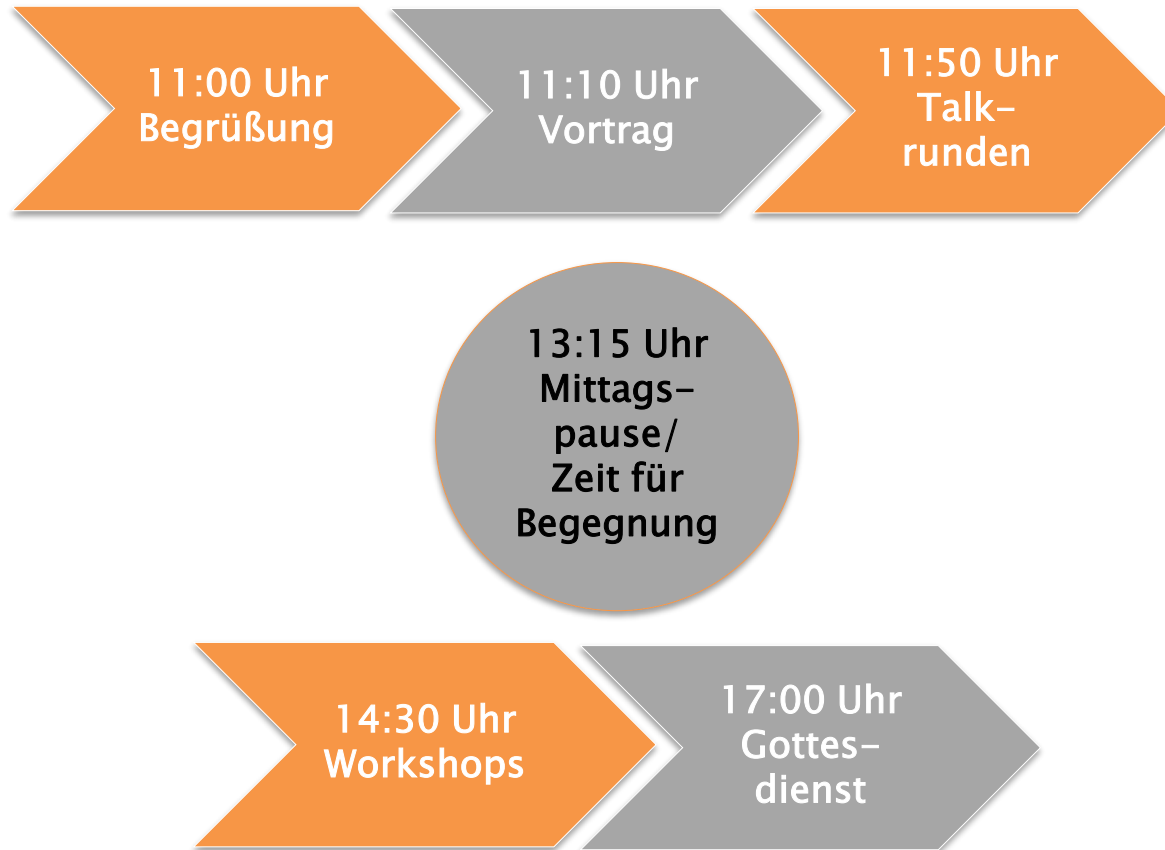 11:00 Uhr
Begrüßung
11:10 Uhr
Vortrag
11:50 Uhr
Talk-
runden
13:15 Uhr
Mittags-
pause/
Zeit für
Begegnung
14:30 Uhr
Workshops
17:00 Uhr
Gottes-
dienst